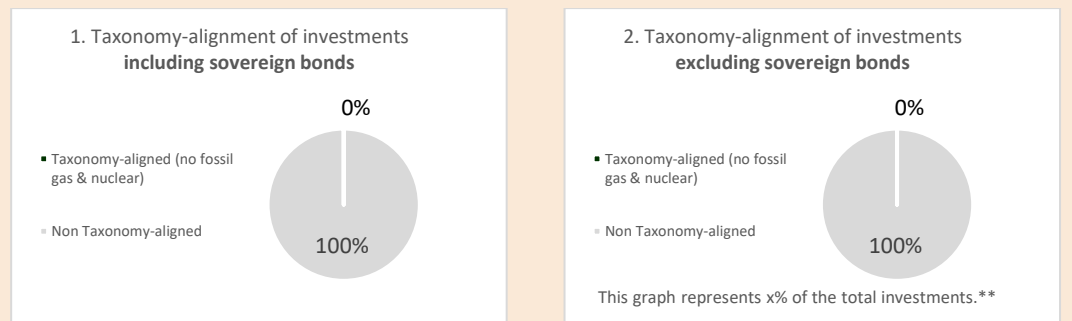 1. Taxonomy-alignment of investments
including sovereign bonds
0%
Taxonomy-aligned (no fossil
gas & nuclear)
Non Taxonomy-aligned
100%
2. Taxonomy-alignment of investments
excluding sovereign bonds
0%
Taxonomy-aligned (no fossil
gas & nuclear)
Non Taxonomy-aligned
100%
This graph represents x% of the total investments.**